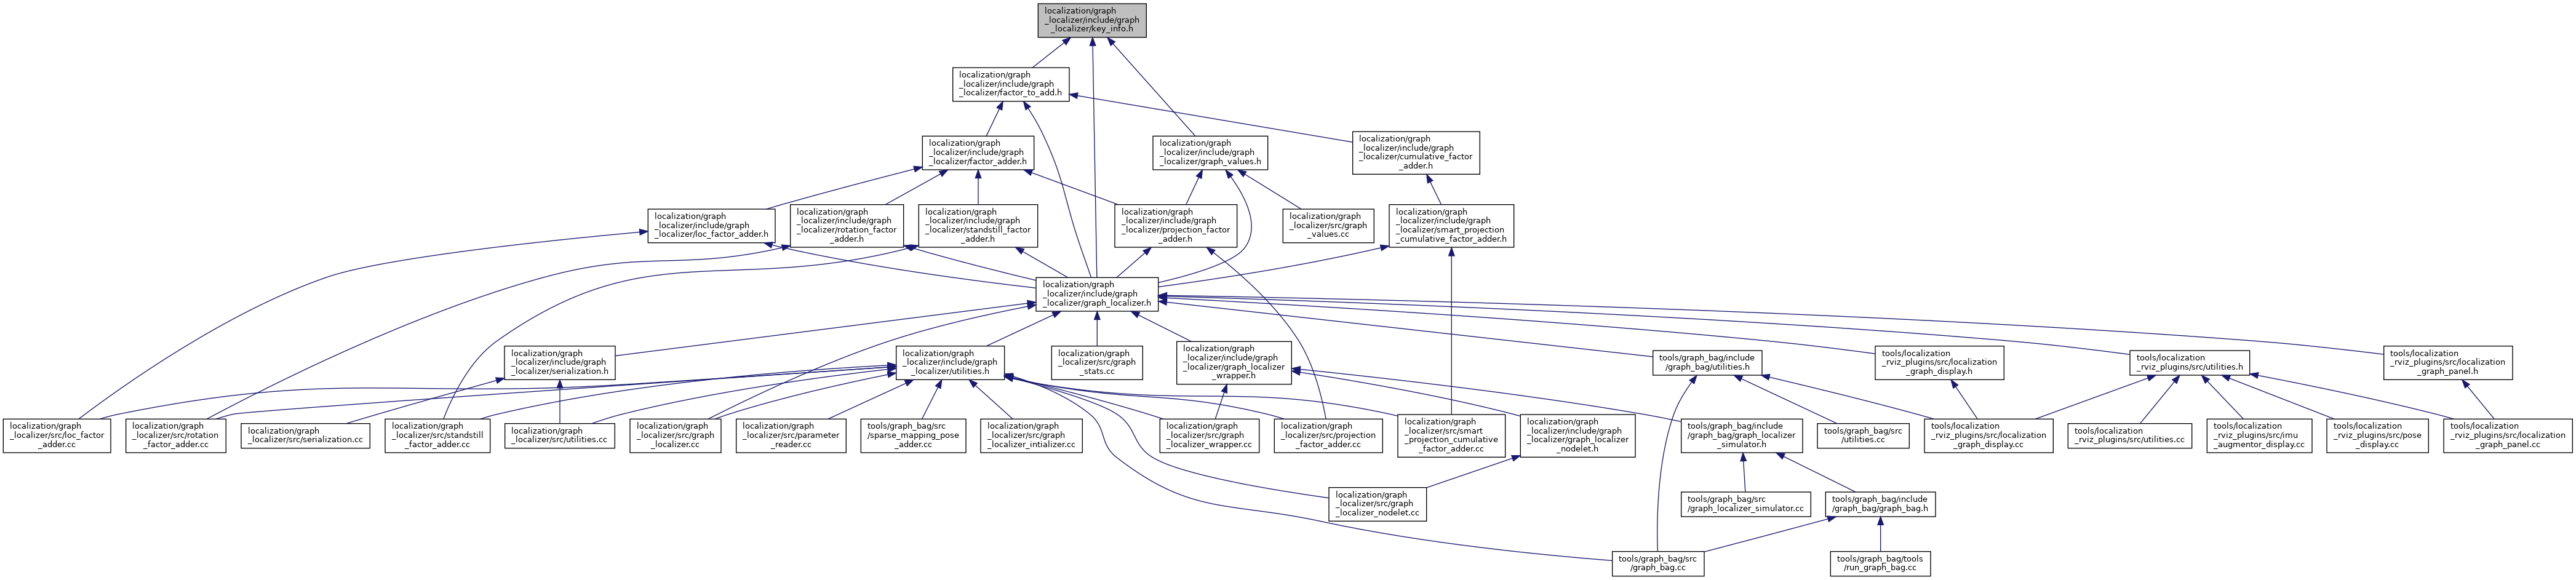 localization/graph
_localizer/include/graph
_localizer/key_info.h
localization/graph
_localizer/include/graph
_localizer/factor_to_add.h
localization/graph
_localizer/include/graph
_localizer/factor_adder.h
localization/graph
_localizer/include/graph
_localizer/graph_values.h
localization/graph
_localizer/include/graph
_localizer/cumulative_factor
_adder.h
localization/graph
_localizer/include/graph
_localizer/loc_factor_adder.h
localization/graph
_localizer/include/graph
_localizer/rotation_factor
_adder.h
localization/graph
_localizer/include/graph
_localizer/standstill_factor
_adder.h
localization/graph
_localizer/include/graph
_localizer/projection_factor
_adder.h
localization/graph
_localizer/src/graph
_values.cc
localization/graph
_localizer/include/graph
_localizer/smart_projection
_cumulative_factor_adder.h
localization/graph
_localizer/include/graph
_localizer/graph_localizer.h
localization/graph
_localizer/include/graph
_localizer/serialization.h
localization/graph
_localizer/include/graph
_localizer/utilities.h
localization/graph
_localizer/src/graph
_stats.cc
localization/graph
_localizer/include/graph
_localizer/graph_localizer
_wrapper.h
tools/graph_bag/include
/graph_bag/utilities.h
tools/localization
_rviz_plugins/src/localization
_graph_display.h
tools/localization
_rviz_plugins/src/utilities.h
tools/localization
_rviz_plugins/src/localization
_graph_panel.h
localization/graph
_localizer/src/loc_factor
_adder.cc
localization/graph
_localizer/src/rotation
_factor_adder.cc
localization/graph
_localizer/src/serialization.cc
localization/graph
_localizer/src/standstill
_factor_adder.cc
localization/graph
_localizer/src/utilities.cc
localization/graph
_localizer/src/graph
_localizer.cc
localization/graph
_localizer/src/parameter
_reader.cc
tools/graph_bag/src
/sparse_mapping_pose
_adder.cc
localization/graph
_localizer/src/graph
_localizer_intializer.cc
localization/graph
_localizer/src/graph
_localizer_wrapper.cc
localization/graph
_localizer/src/projection
_factor_adder.cc
localization/graph
_localizer/src/smart
_projection_cumulative
_factor_adder.cc
localization/graph
_localizer/include/graph
_localizer/graph_localizer
_nodelet.h
tools/graph_bag/include
/graph_bag/graph_localizer
_simulator.h
tools/graph_bag/src
/utilities.cc
tools/localization
_rviz_plugins/src/localization
_graph_display.cc
tools/localization
_rviz_plugins/src/utilities.cc
tools/localization
_rviz_plugins/src/imu
_augmentor_display.cc
tools/localization
_rviz_plugins/src/pose
_display.cc
tools/localization
_rviz_plugins/src/localization
_graph_panel.cc
localization/graph
_localizer/src/graph
_localizer_nodelet.cc
tools/graph_bag/src
/graph_localizer_simulator.cc
tools/graph_bag/include
/graph_bag/graph_bag.h
tools/graph_bag/src
/graph_bag.cc
tools/graph_bag/tools
/run_graph_bag.cc